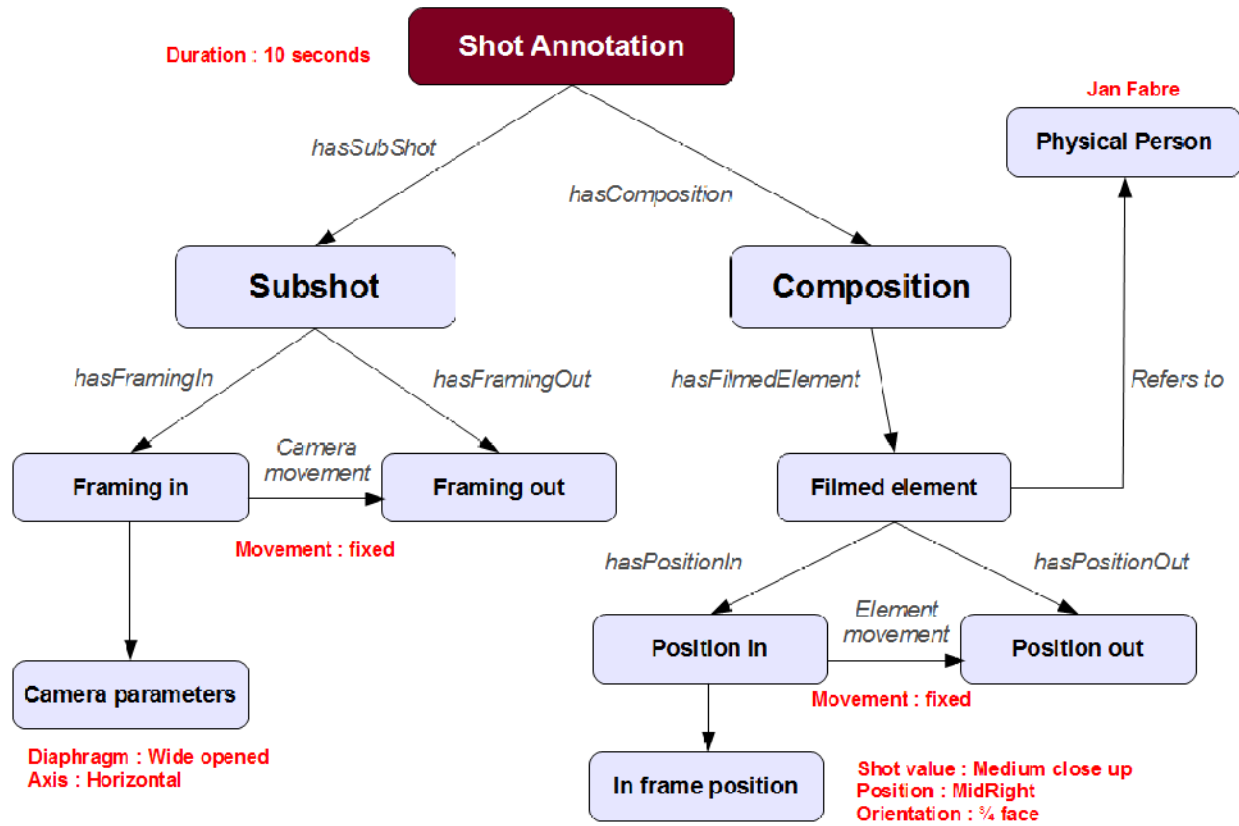 Shot Annotation
Duration : 10 seconds
Jan Fabre
Physical Person
hasSubShot
hasComposition
Subshot
Composition
hasFramingIn
hasFramingOut
hasFilmedElement
Refers to
Camera
movement
Framing in
Framing out
Filmed element
Movement : fixed
hasPositionIn
hasPositionOut
Element
movement
Position in
Position out
Camera parameters
Movement : fixed
Diaphragm : Wide opened
Axis : Horizontal
In frame position
Shot value : Medium close up
Position : MidRight
Orientation : ¾ face